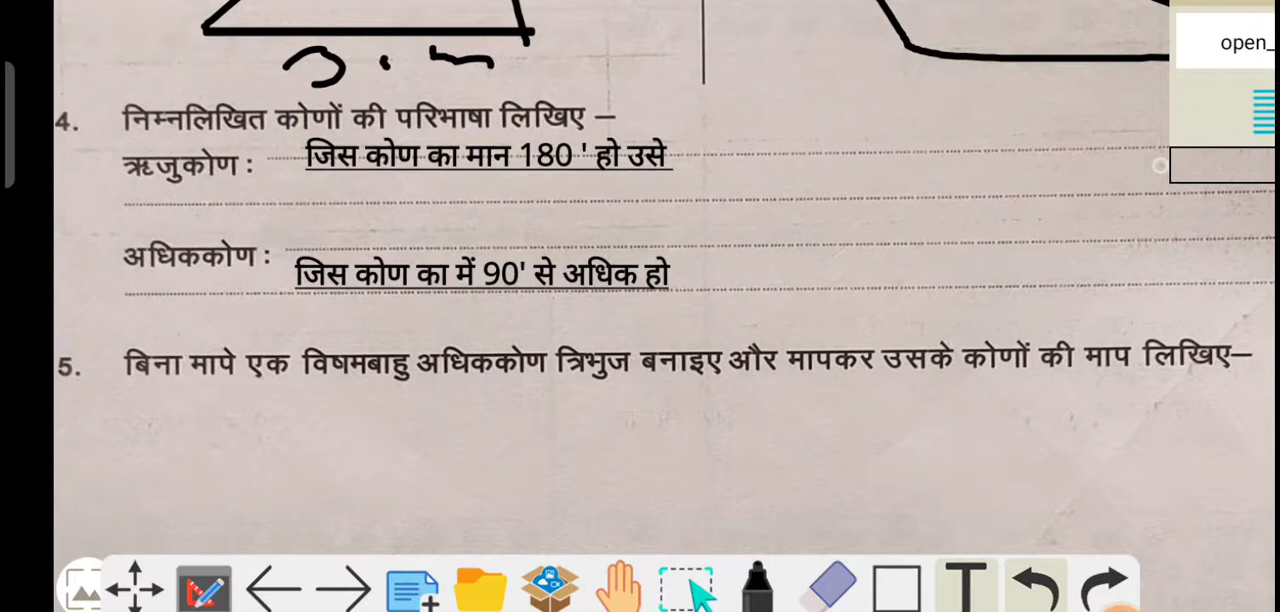 open_
3 . 
4. निम्नलिखित कोणों की परिभाषा लिखिए –
ऋजुकोण : जिस कोण का मान 180 ' हो उसे
अधिककोण :
जिस कोण का में 90' से अधिक हो
5. बिना मापे एक विषमबाहु अधिककोण त्रिभुज बनाइए और मापकर उसके कोणों की माप लिखिए–
T